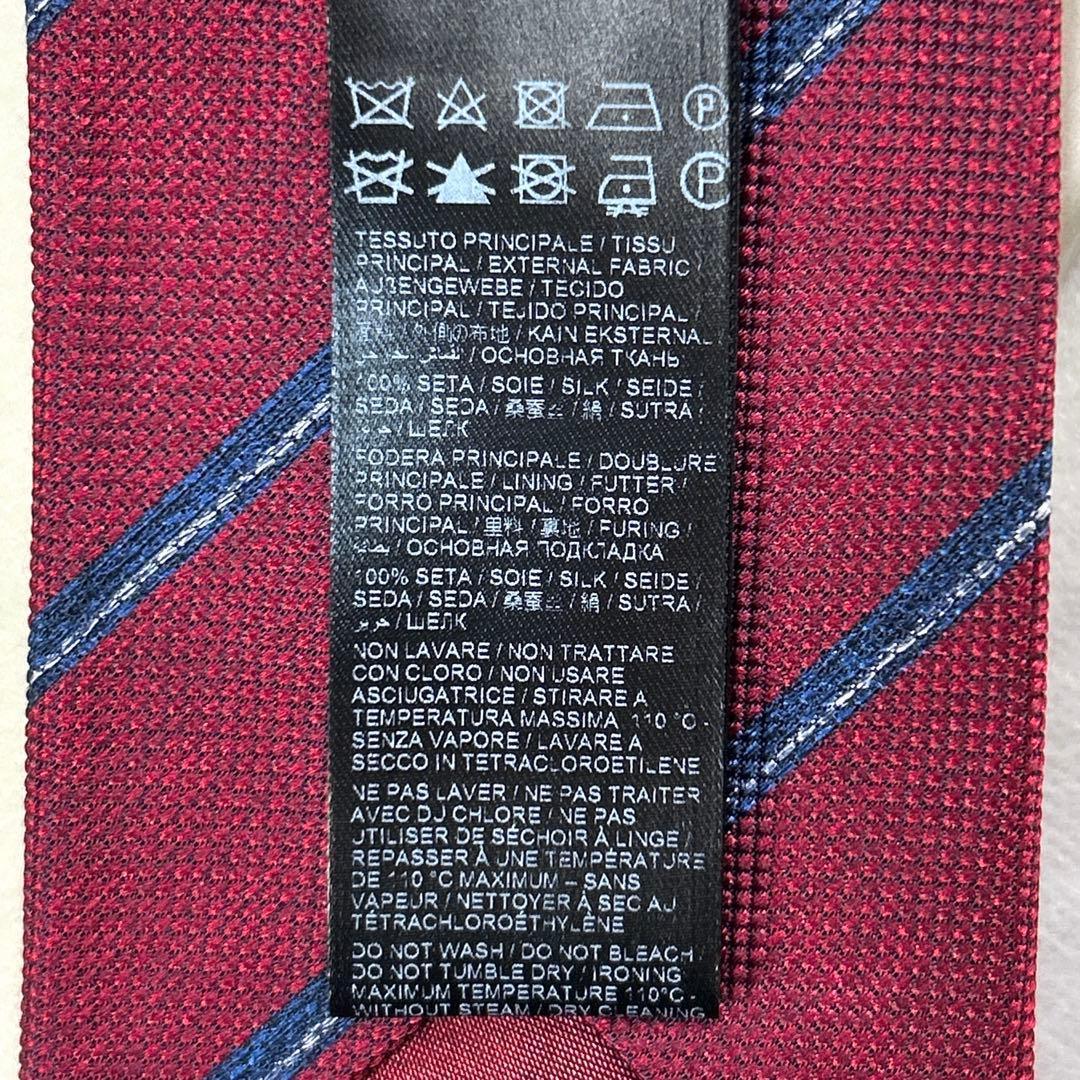 P
P
TESSUTO PRINCIPALE / TISSU
PRINCIPAL / EXTERNAL FABRIC /
AUßENGEWEBE / TECIDO
PRINCIPAL / TEJIDO PRINCIPAL /
/ 外側の布地 / KAIN EKSTERNAL
/ ОСНОВНАЯ ТКАНЬ
100% SETA / SOIE / SILK / SEIDE /
SEDA / SEDA / 桑蚕丝 / 絹 / SUTRA /
/ ШЕЛК
FODERA PRINCIPALE / DOUBLURE
PRINCIPALE / LINING / FUTTER /
FORRO PRINCIPAL / FORRO
PRINCIPAL / 里料 / 裏地 / FURING /
بطانة / ОСНОВНАЯ ПОДКЛАДКА
100% SETA / SOIE / SILK / SEIDE /
SEDA / SEDA / 桑蚕丝 / 絹 / SUTRA /
حرير / ШЕЛК
NON LAVARE / NON TRATTARE
CON CLORO / NON USARE
ASCIUGATRICE / STIRARE A
TEMPERATURA MASSIMA 110 °C -
SENZA VAPORE / LAVARE A
SECCO IN TETRACLOROETILENE
NE PAS LAVER / NE PAS TRAITER
AVEC DU CHLORE / NE PAS
UTILISER DE SÉCHOIR À LINGE /
REPASSER À UNE TEMPÉRATURE
DE 110 °C MAXIMUM – SANS
VAPEUR / NETTOYER À SEC AU
TÉTRACHLOROÉTHYLÈNE
DO NOT WASH / DO NOT BLEACH /
DO NOT TUMBLE DRY / IRONING
MAXIMUM TEMPERATURE 110°C -
WITHOUT STEAM / DRY CLEANING